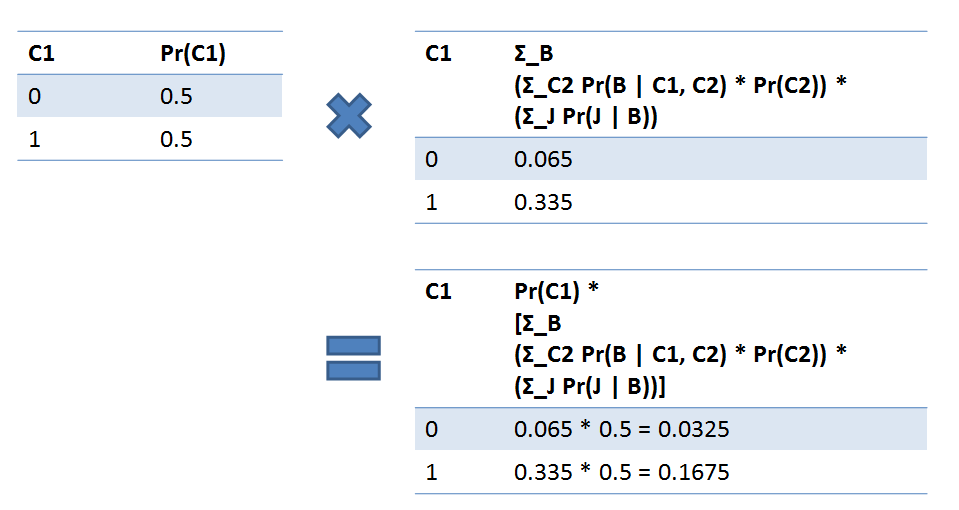 C1 Pr(C1)
0 0.5
1 0.5
C1 Σ_B
(Σ_C2 Pr(B | C1, C2) * Pr(C2)) *
(Σ_J Pr(J | B))
0 0.065
1 0.335
C1 Pr(C1) *
[Σ_B
(Σ_C2 Pr(B | C1, C2) * Pr(C2)) *
(Σ_J Pr(J | B))]
0 0.065 * 0.5 = 0.0325
1 0.335 * 0.5 = 0.1675